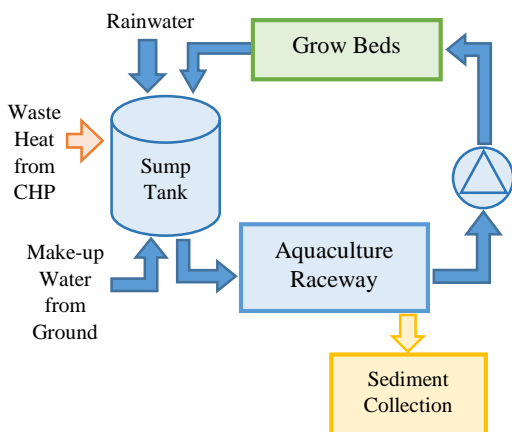 Rainwater
Grow Beds
Waste
Heat
from
CHP
Sump
Tank
Make-up
Water
from
Ground
Aquaculture
Raceway
Sediment
Collection